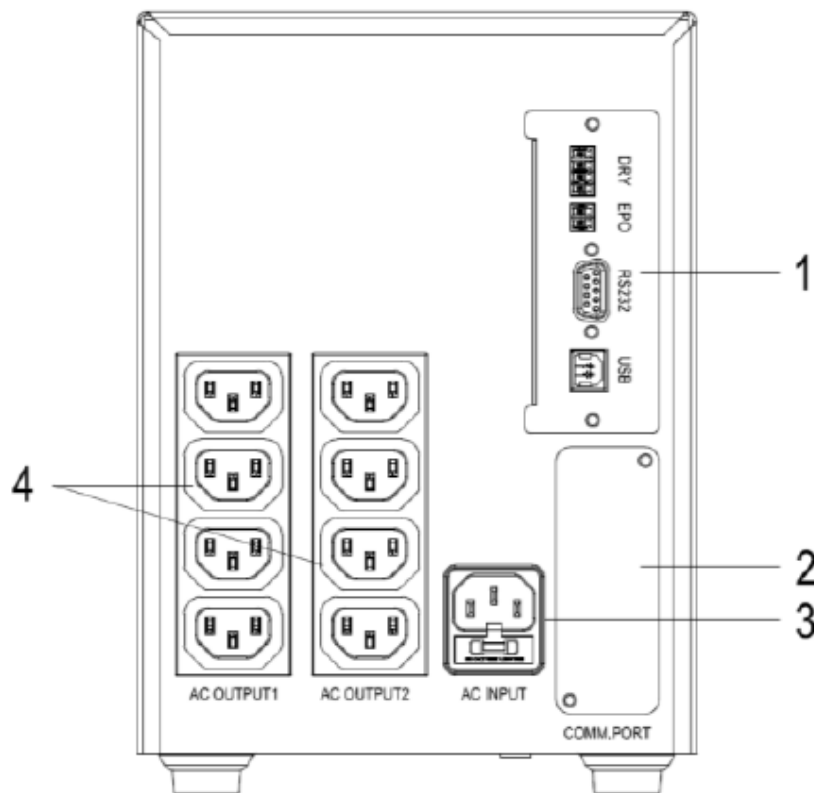 DRY
EPO
RS232
USB
1
2
3
4
AC OUTPUT1
AC OUTPUT2
AC INPUT
COMM.PORT